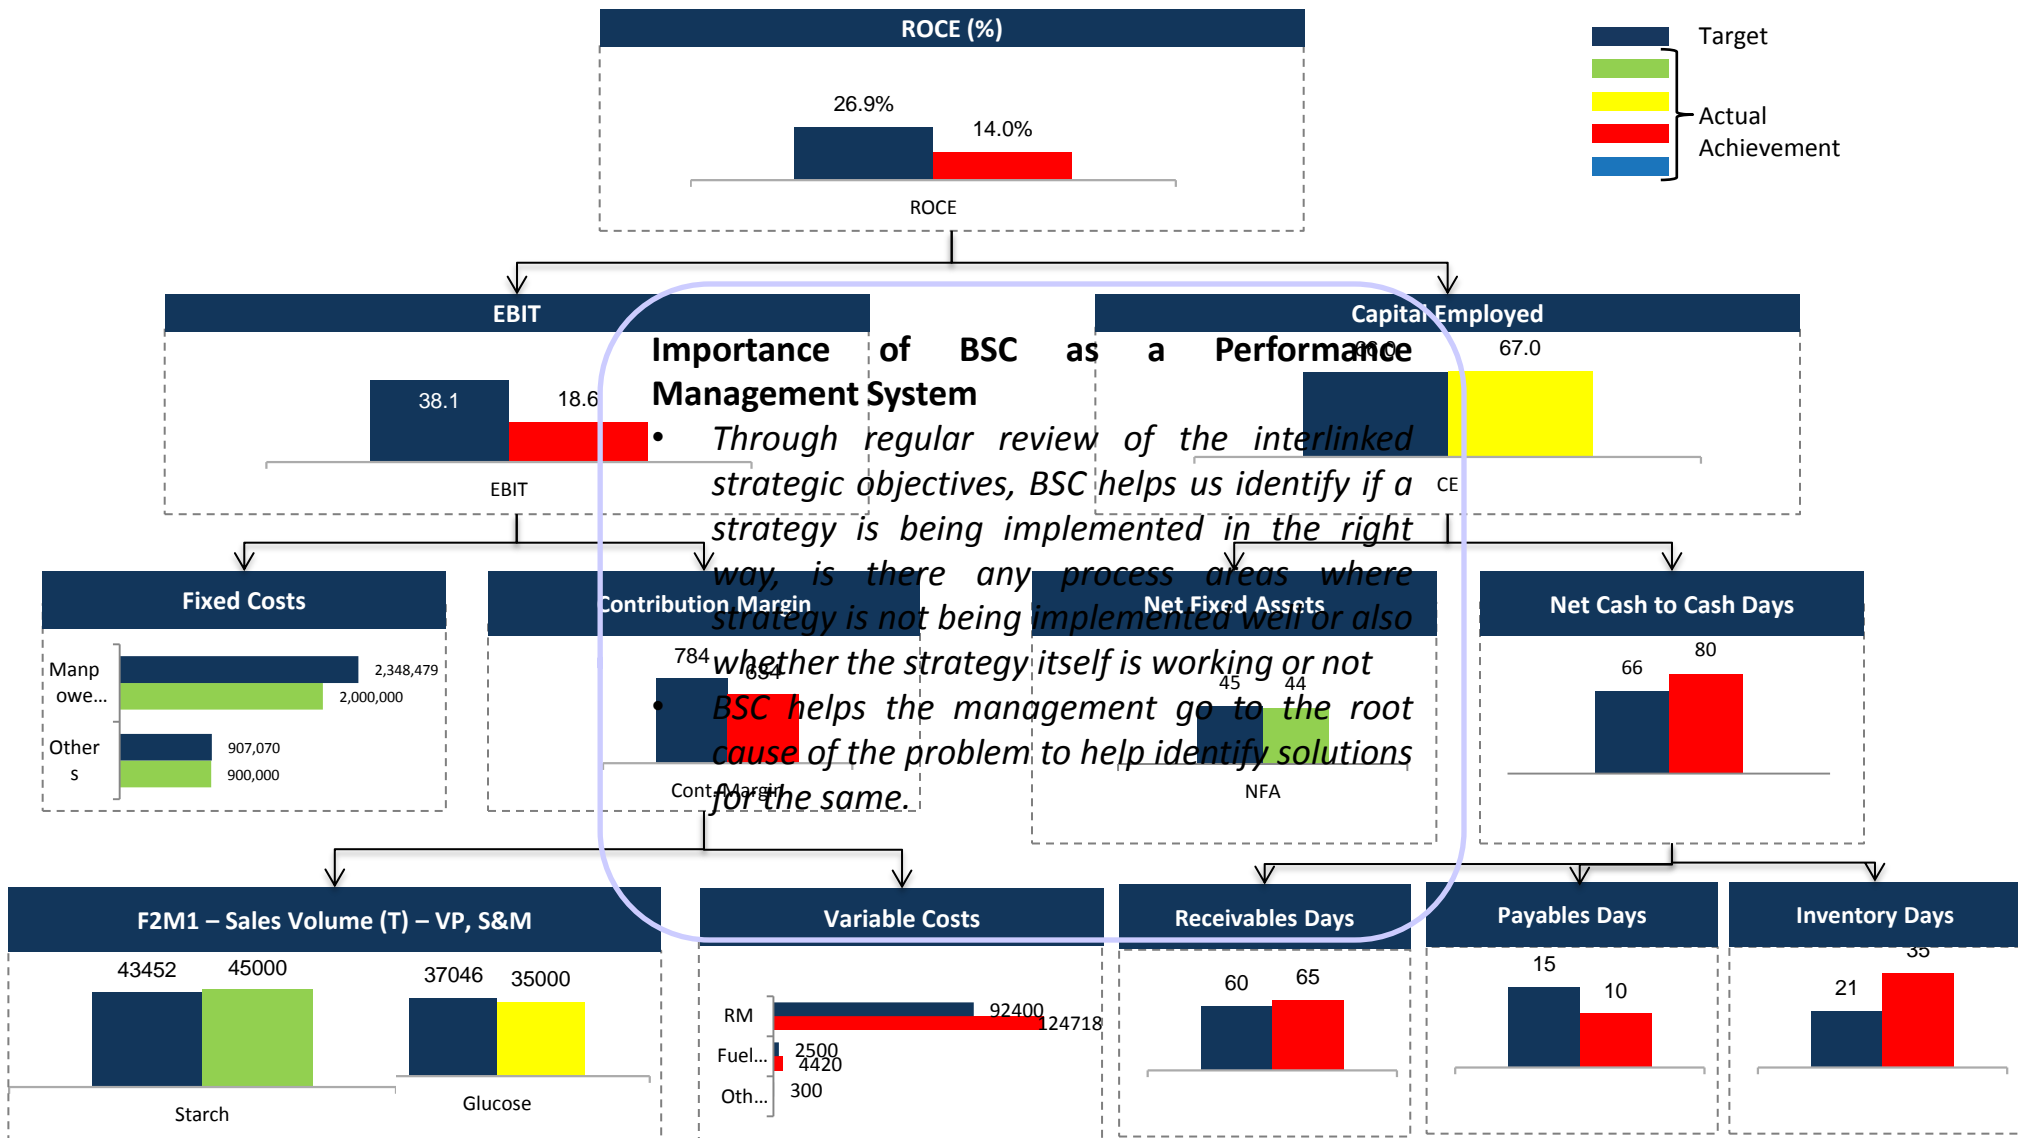 ROCE (%)
26.9%
14.0%
ROCE
Target
Actual
Achievement
EBIT
38.1
18.6
EBIT
Capital Employed
66.0
67.0
CE
Importance of BSC as a Performance
Management System
• Through regular review of the interlinked
strategic objectives, BSC helps us identify if a
strategy is being implemented in the right
way, is there any process areas where
strategy is not being implemented well or also
whether the strategy itself is working or not
• BSC helps the management go to the root
cause of the problem to help identify solutions
for the same.
Fixed Costs
Manp
owe...
2,348,479
2,000,000
Other
s
907,070
900,000
Contribution Margin
784
634
Cont. Margin
Net Fixed Assets
45
44
NFA
Net Cash to Cash Days
66
80
F2M1 – Sales Volume (T) – VP, S&M
43452
45000
Starch
37046
35000
Glucose
Variable Costs
RM
92400
124718
Fuel...
2500
4420
Oth...
300
Receivables Days
60
65
Payables Days
15
10
Inventory Days
21
35